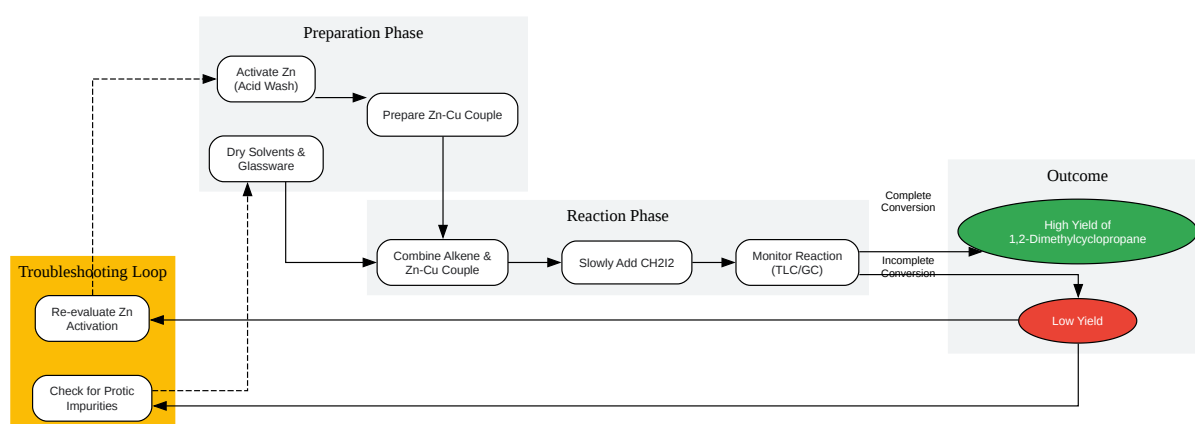 Preparation Phase
Activate Zn
(Acid Wash)
Prepare Zn-Cu Couple
Dry Solvents &
Glassware
Reaction Phase
Combine Alkene &
Zn-Cu Couple
Slowly Add CH2I2
Monitor Reaction
(TLC/GC)
Complete
Conversion
Incomplete
Conversion
Outcome
High Yield of
1,2-Dimethylcyclopropane
Low Yield
Troubleshooting Loop
Re-evaluate Zn
Activation
Check for Protic
Impurities